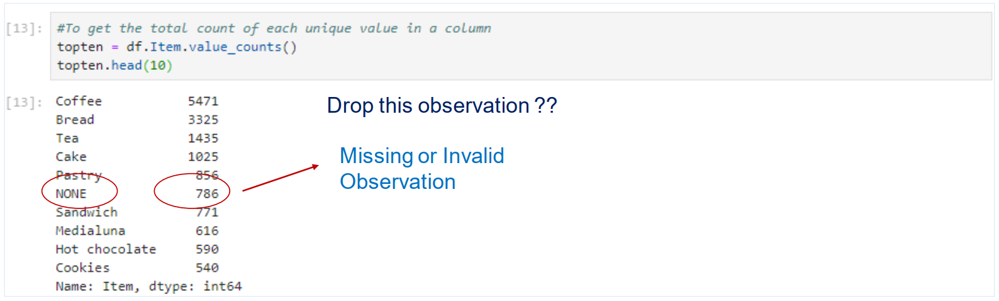 [13]: #To get the total count of each unique value in a column
topten = df.Item.value_counts()
topten.head(10)
[13]: Coffee 5471
Bread 3325
Tea 1435
Cake 1025
Pastry 856
NONE 786
Sandwich 771
Medialuna 616
Hot chocolate 590
Cookies 540
Name: Item, dtype: int64
Drop this observation ??
Missing or Invalid
Observation